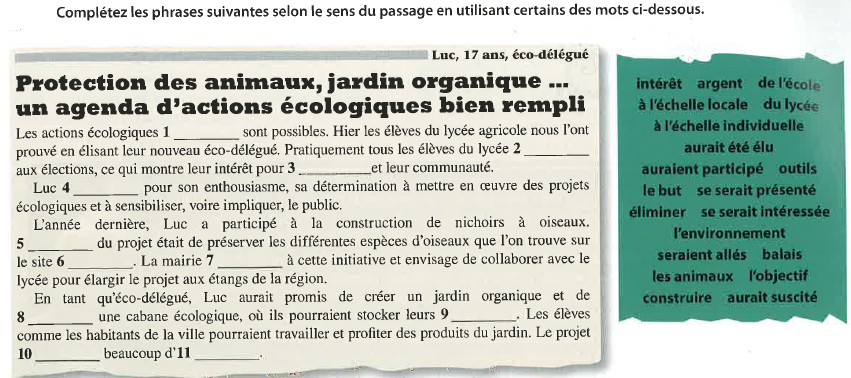 Complétez les phrases suivantes selon le sens du passage en utilisant certains des mots ci-dessous.
Luc, 17 ans, éco-délégué
Protection des animaux, jardin organique ...
un agenda d'actions écologiques bien rempli
Les actions écologiques 1 ________ sont possibles. Hier les élèves du lycée agricole nous l'ont
prouvé en élisant leur nouveau éco-délégué. Pratiquement tous les élèves du lycée 2 ________
aux élections, ce qui montre leur intérêt pour 3 ________ et leur communauté.
Luc 4 ________ pour son enthousiasme, sa détermination à mettre en œuvre des projets
écologiques et à sensibiliser, voire impliquer, le public.
L'année dernière, Luc a participé à la construction de nichoirs à oiseaux.
5 ________ du projet était de préserver les différentes espèces d'oiseaux que l'on trouve sur
le site 6 ________. La mairie 7 ________ à cette initiative et envisage de collaborer avec le
lycée pour élargir le projet aux étangs de la région.
En tant qu'éco-délégué, Luc aurait promis de créer un jardin organique et de
8 ________ une cabane écologique, où ils pourraient stocker leurs 9 ________. Les élèves
comme les habitants de la ville pourraient travailler et profiter des produits du jardin. Le projet
10 ________ beaucoup d'11 ________.
intérêt argent de l'école
à l'échelle locale du lycée
à l'échelle individuelle
aurait été élu
auraient participé outils
le but se serait présenté
éliminer se serait intéressée
l'environnement
seraient allés balais
les animaux l'objectif
construire aurait suscité